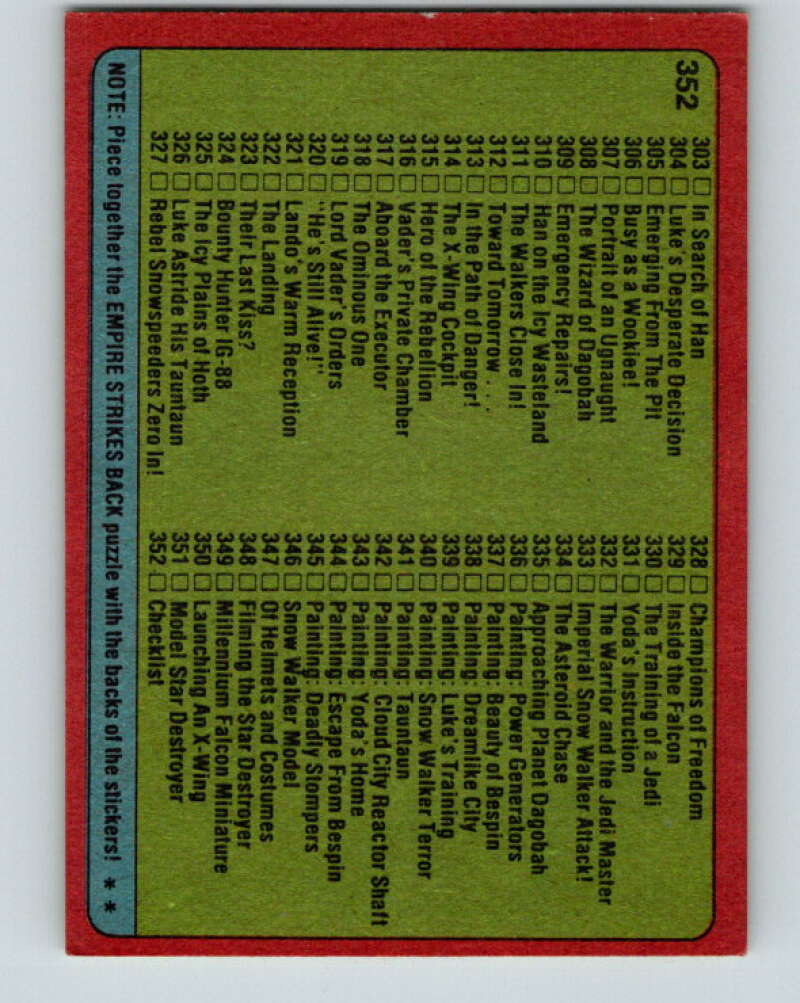 352
303 □ In Search of Han
304 □ Luke's Desperate Decision
305 □ Emerging From The Pit
306 □ Busy as a Wookiee!
307 □ Portrait of an Ugnaught
308 □ The Wizard of Dagobah
309 □ Emergency Repairs!
310 □ Han on the Icy Wasteland
311 □ The Walkers Close In!
312 □ Toward Tomorrow . . .
313 □ In the Path of Danger!
314 □ The X-Wing Cockpit
315 □ Hero of the Rebellion
316 □ Vader's Private Chamber
317 □ Aboard the Executor
318 □ The Ominous One
319 □ Lord Vader's Orders
320 □ "He's Still Alive!"
321 □ Lando's Warm Reception
322 □ The Landing
323 □ Their Last Kiss?
324 □ Bounty Hunter IG-88
325 □ The Icy Plains of Hoth
326 □ Luke Astride His Tauntaun
327 □ Rebel Snowspeeders Zero In!
328 □ Champions of Freedom
329 □ Inside the Falcon
330 □ The Training of a Jedi
331 □ Yoda's Instruction
332 □ The Warrior and the Jedi Master
333 □ Imperial Snow Walker Attack!
334 □ The Asteroid Chase
335 □ Approaching Planet Dagobah
336 □ Painting: Power Generators
337 □ Painting: Beauty of Bespin
338 □ Painting: Dreamlike City
339 □ Painting: Luke's Training
340 □ Painting: Snow Walker Terror
341 □ Painting: Tauntaun
342 □ Painting: Cloud City Reactor Shaft
343 □ Painting: Yoda's Home
344 □ Painting: Escape From Bespin
345 □ Painting: Deadly Stompers
346 □ Snow Walker Model
347 □ Of Helmets and Costumes
348 □ Filming the Star Destroyer
349 □ Millennium Falcon Miniature
350 □ Launching An X-Wing
351 □ Model Star Destroyer
352 □ Checklist
NOTE: Piece together the EMPIRE STRIKES BACK puzzle with the backs of the stickers! * *